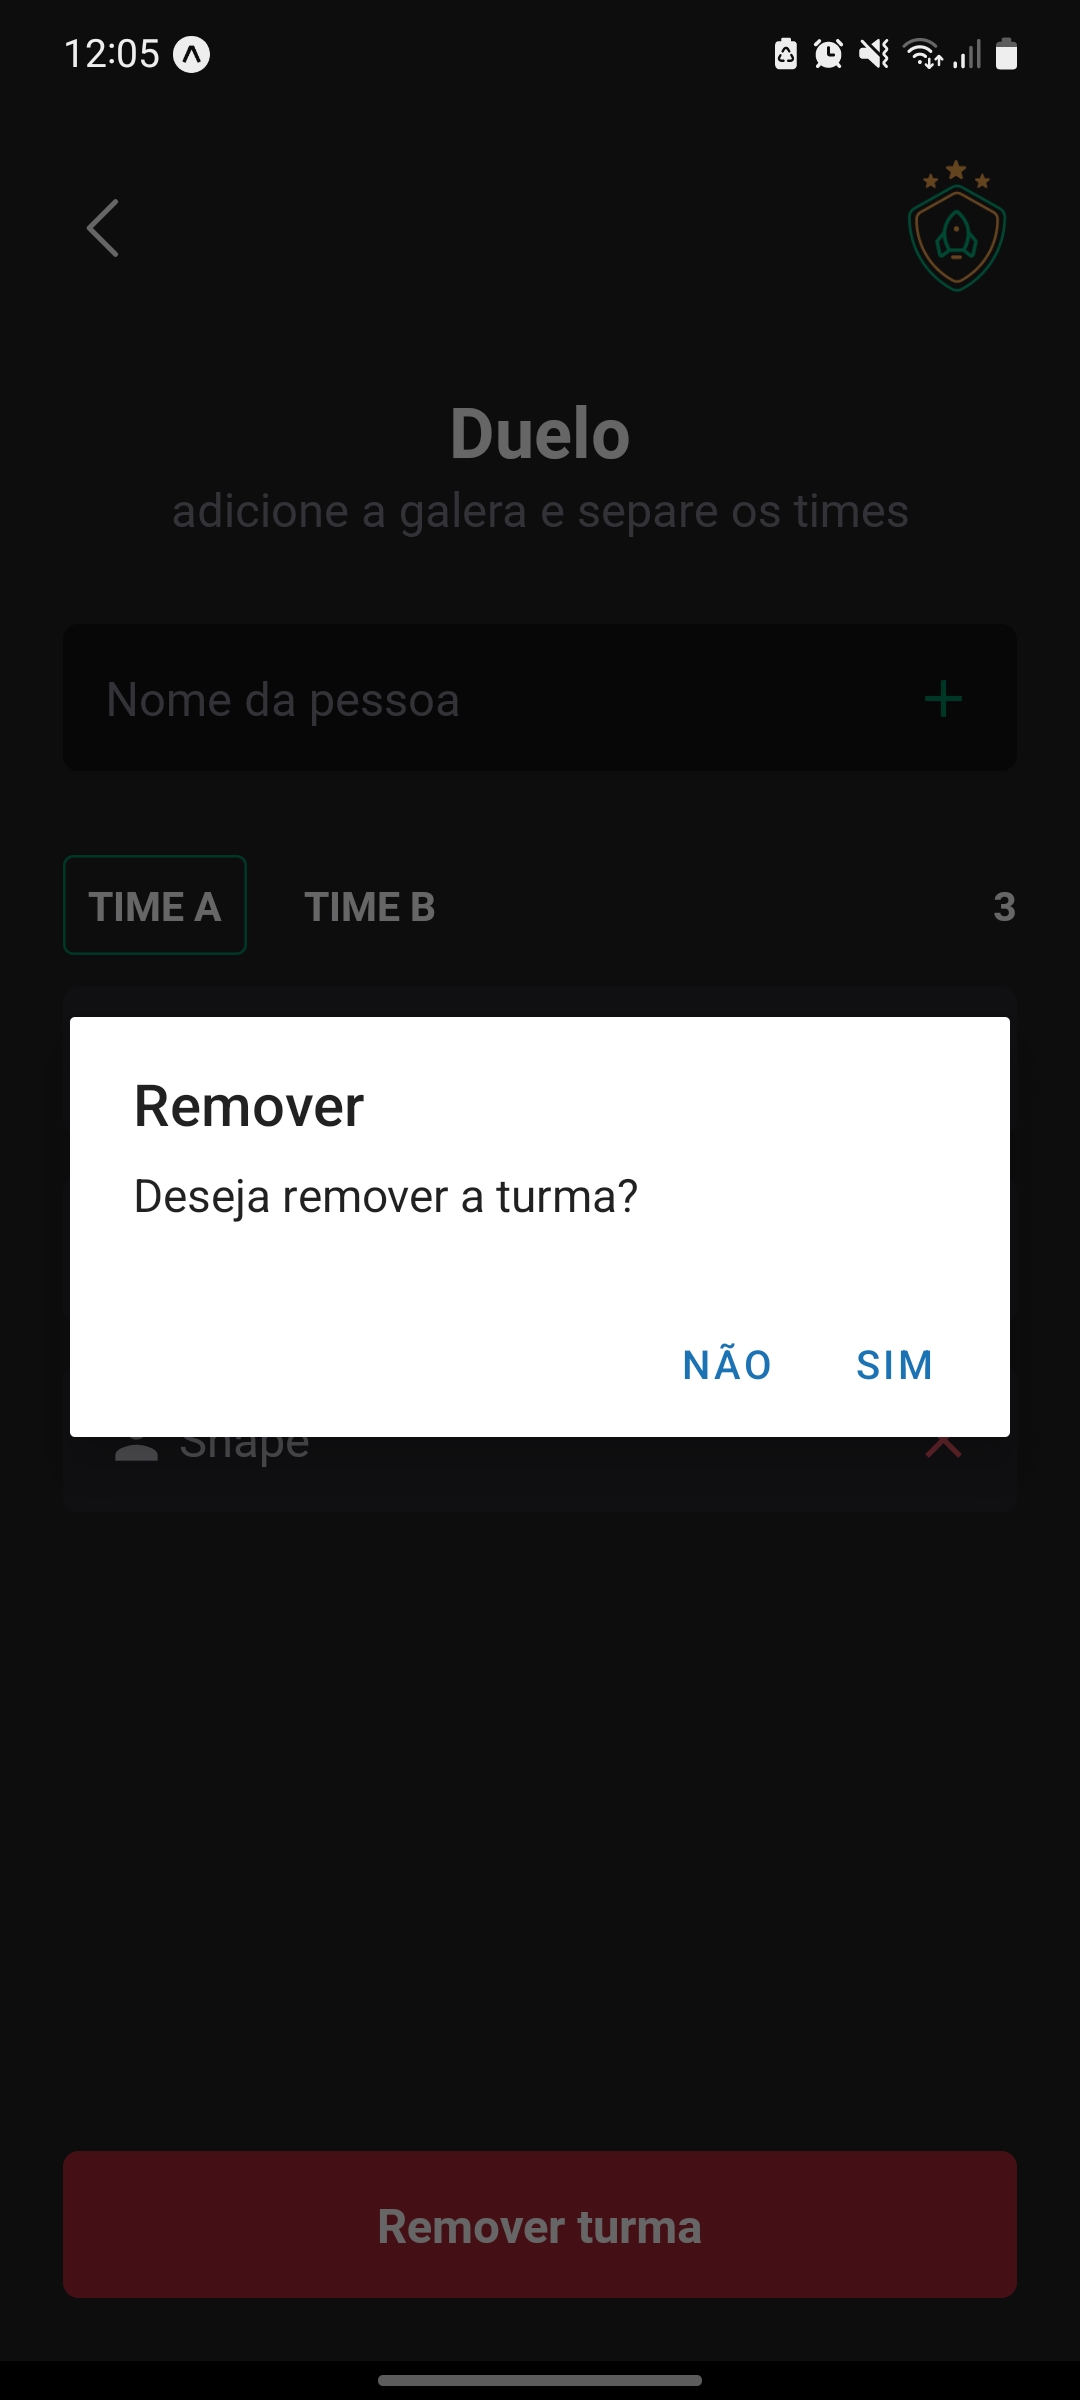 12:05
Duelo
adicione a galera e separe os times
Nome da pessoa
TIME A TIME B 3
Remover
Deseja remover a turma?
NÃO SIM
Shape
Remover turma